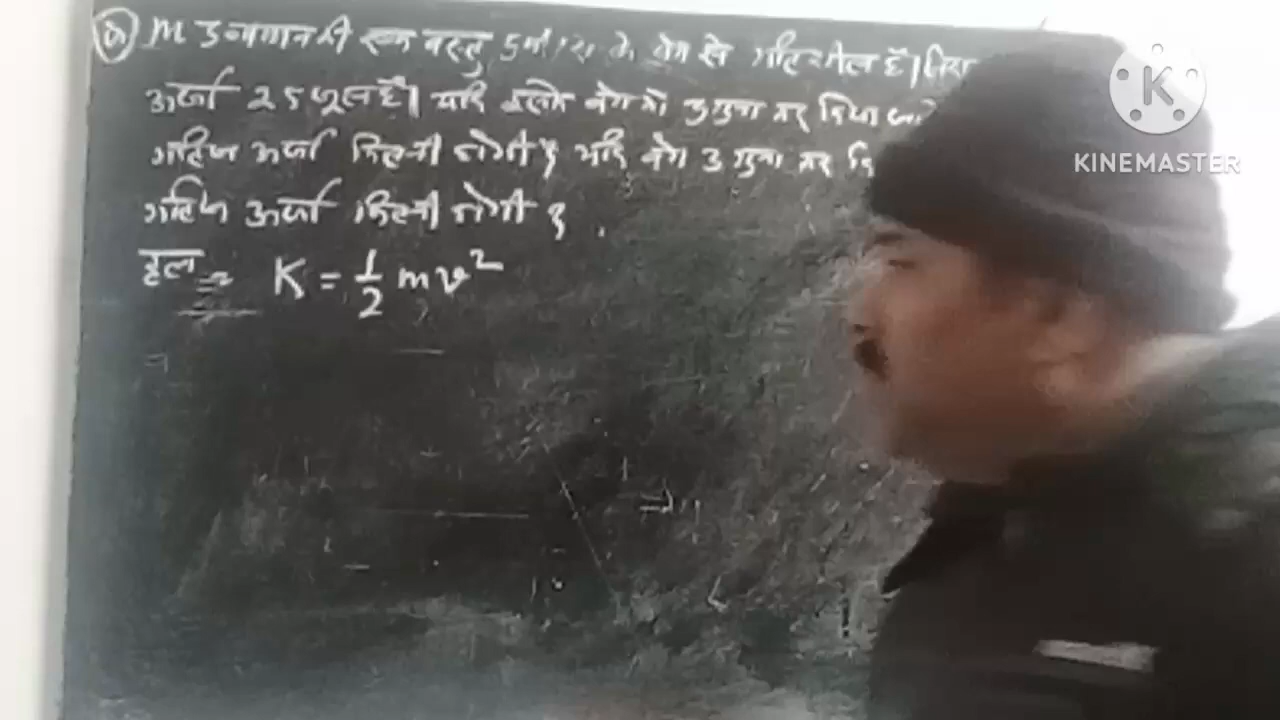 m द्रव्यमान की एक वस्तु 5 मी/से के वेग से गतिशील है।
ऊर्जा 25 जूल है। यदि इसके वेग को 3 गुना कर दिया जाये
गतिज ऊर्जा कितनी होगी ? यदि वेग 3 गुना कर दि
गतिज ऊर्जा कितनी होगी ?
हल = K = 1/2 mv²
K
KINEMASTER